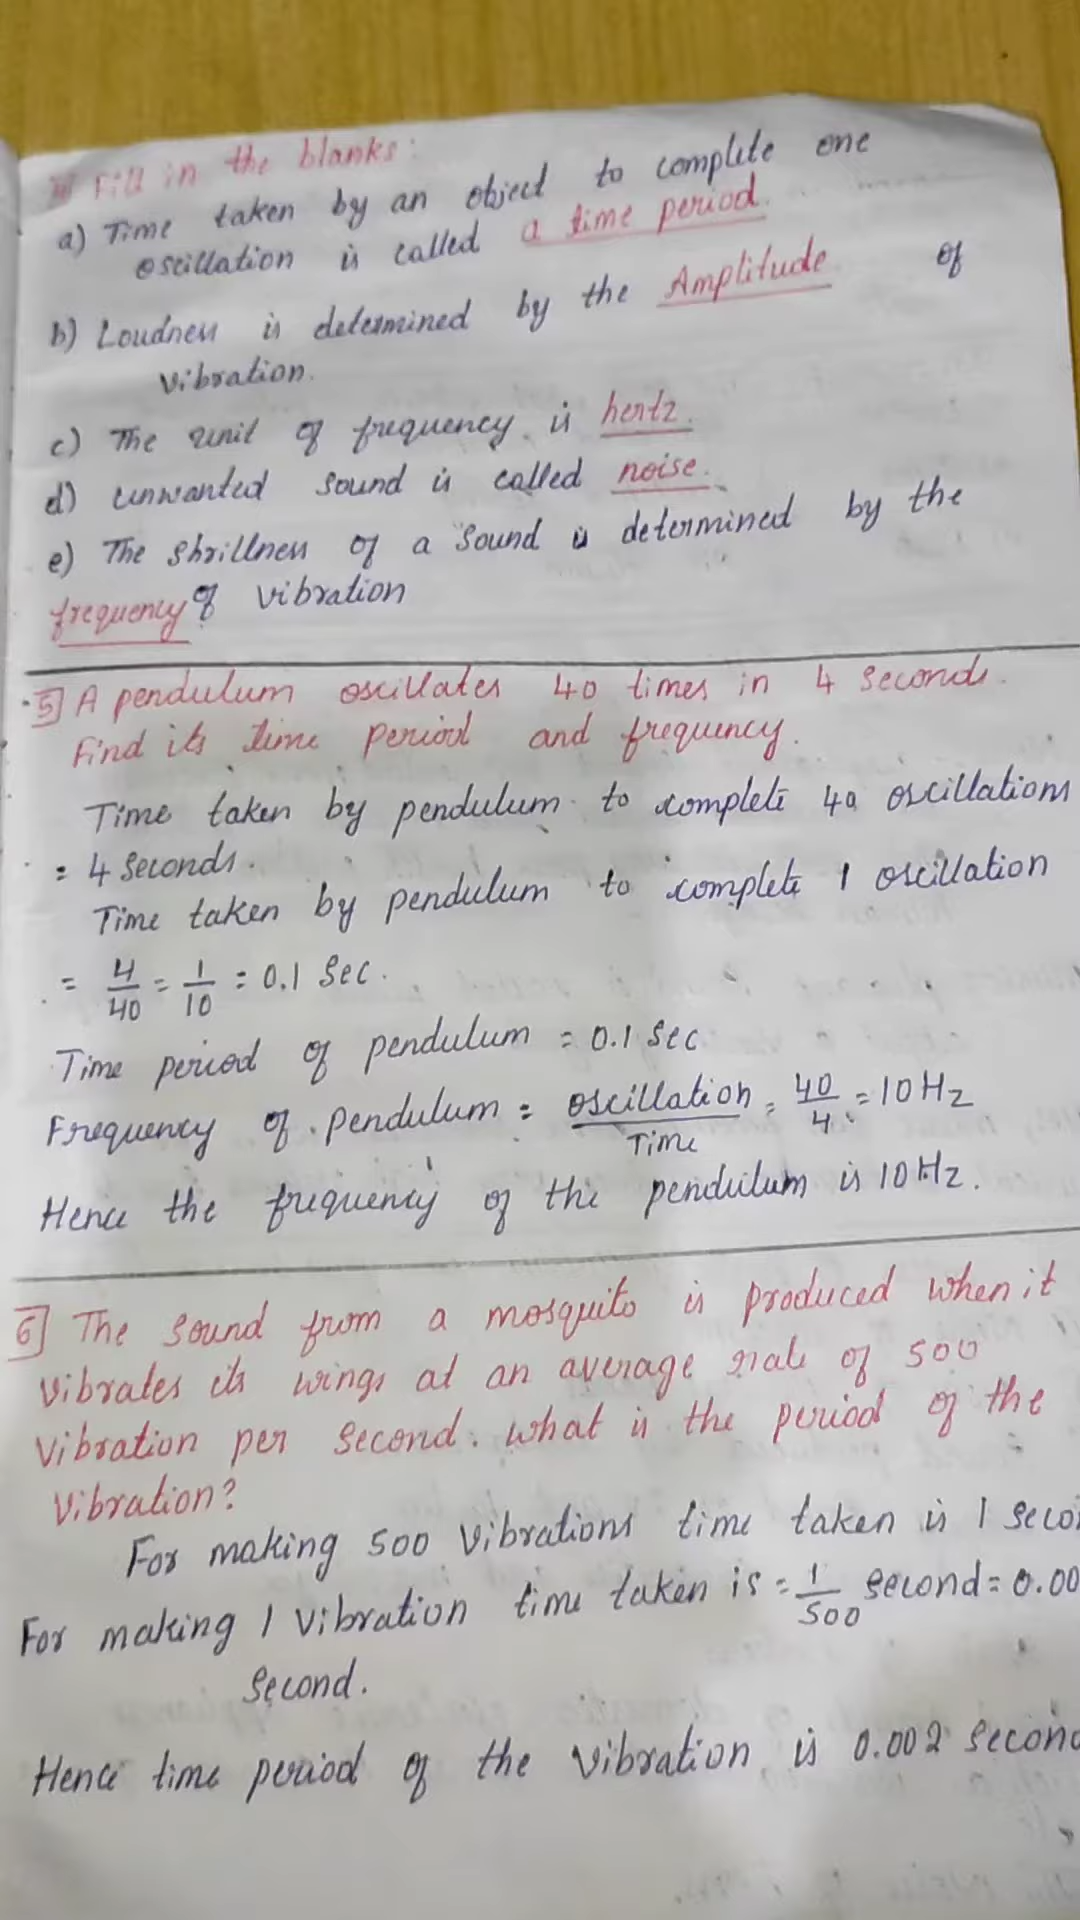 Fill in the blanks:
a) Time taken by an object to complete one
oscillation is called a time period.
b) Loudness is determined by the Amplitude of
vibration.
c) The unit of frequency is hertz.
d) unwanted sound is called noise.
e) The shrillness of a sound is determined by the
frequency of vibration
5] A pendulum oscillates 40 times in 4 seconds.
Find its time period and frequency.
Time taken by pendulum to complete 40 oscillations
= 4 seconds.
Time taken by pendulum to complete 1 oscillation
= 4/40 = 1/10 = 0.1 sec.
Time period of pendulum = 0.1 sec
Frequency of pendulum = oscillation/Time = 40/4 = 10 Hz
Hence the frequency of the pendulum is 10 Hz.
6] The sound from a mosquito is produced when it
vibrates its wings at an average rate of 500
vibration per second. what is the period of the
vibration?
For making 500 vibrations time taken is 1 seco
For making 1 vibration time taken is = 1/500 second = 0.00
second.
Hence time period of the vibration is 0.002 second